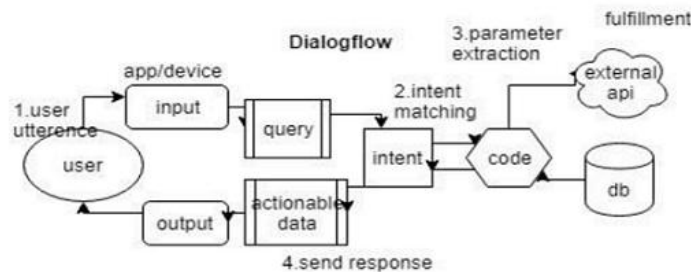 3.parameter
extraction
fulfillment
Dialogflow
app/device
1.user
utterence
input
2.intent
matching
external
api
query
user
intent
code
output
actionable
data
db
4.send response